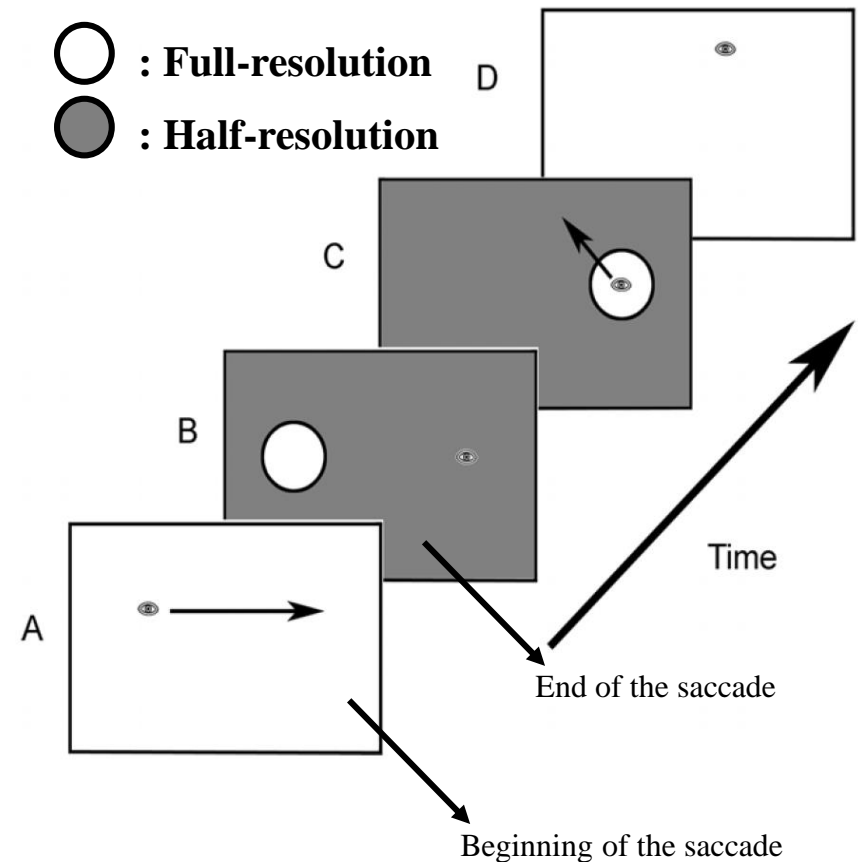 : Full-resolution
: Half-resolution
D
C
B
Time
A
End of the saccade
Beginning of the saccade